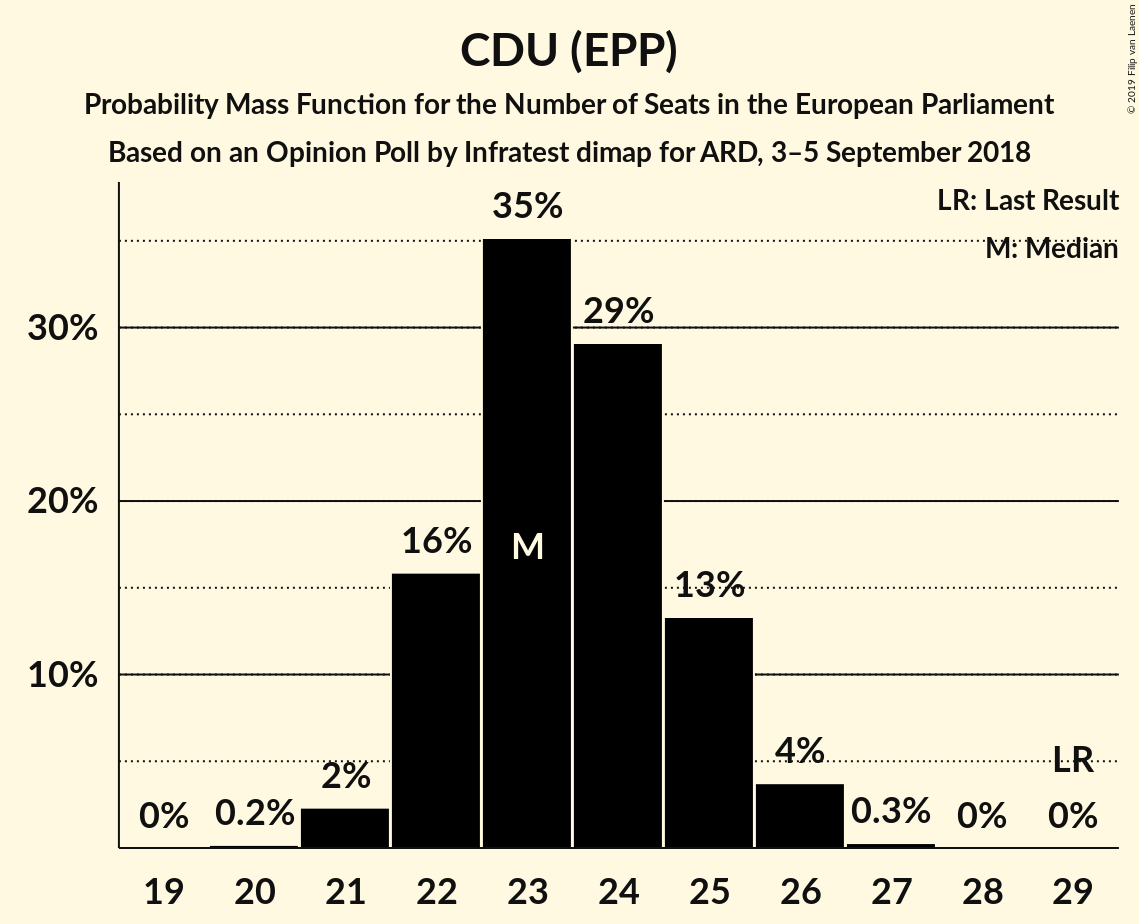 CDU (EPP)
Probability Mass Function for the Number of Seats in the European Parliament
Based on an Opinion Poll by Infratest dimap for ARD, 3–5 September 2018
© 2019 Filip van Laenen
LR: Last Result
M: Median
35%
29%
30%
20%
16%
M
13%
10%
4%
LR
2%
0%
0.2%
0.3%
0%
0%
19 20 21 22 23 24 25 26 27 28 29